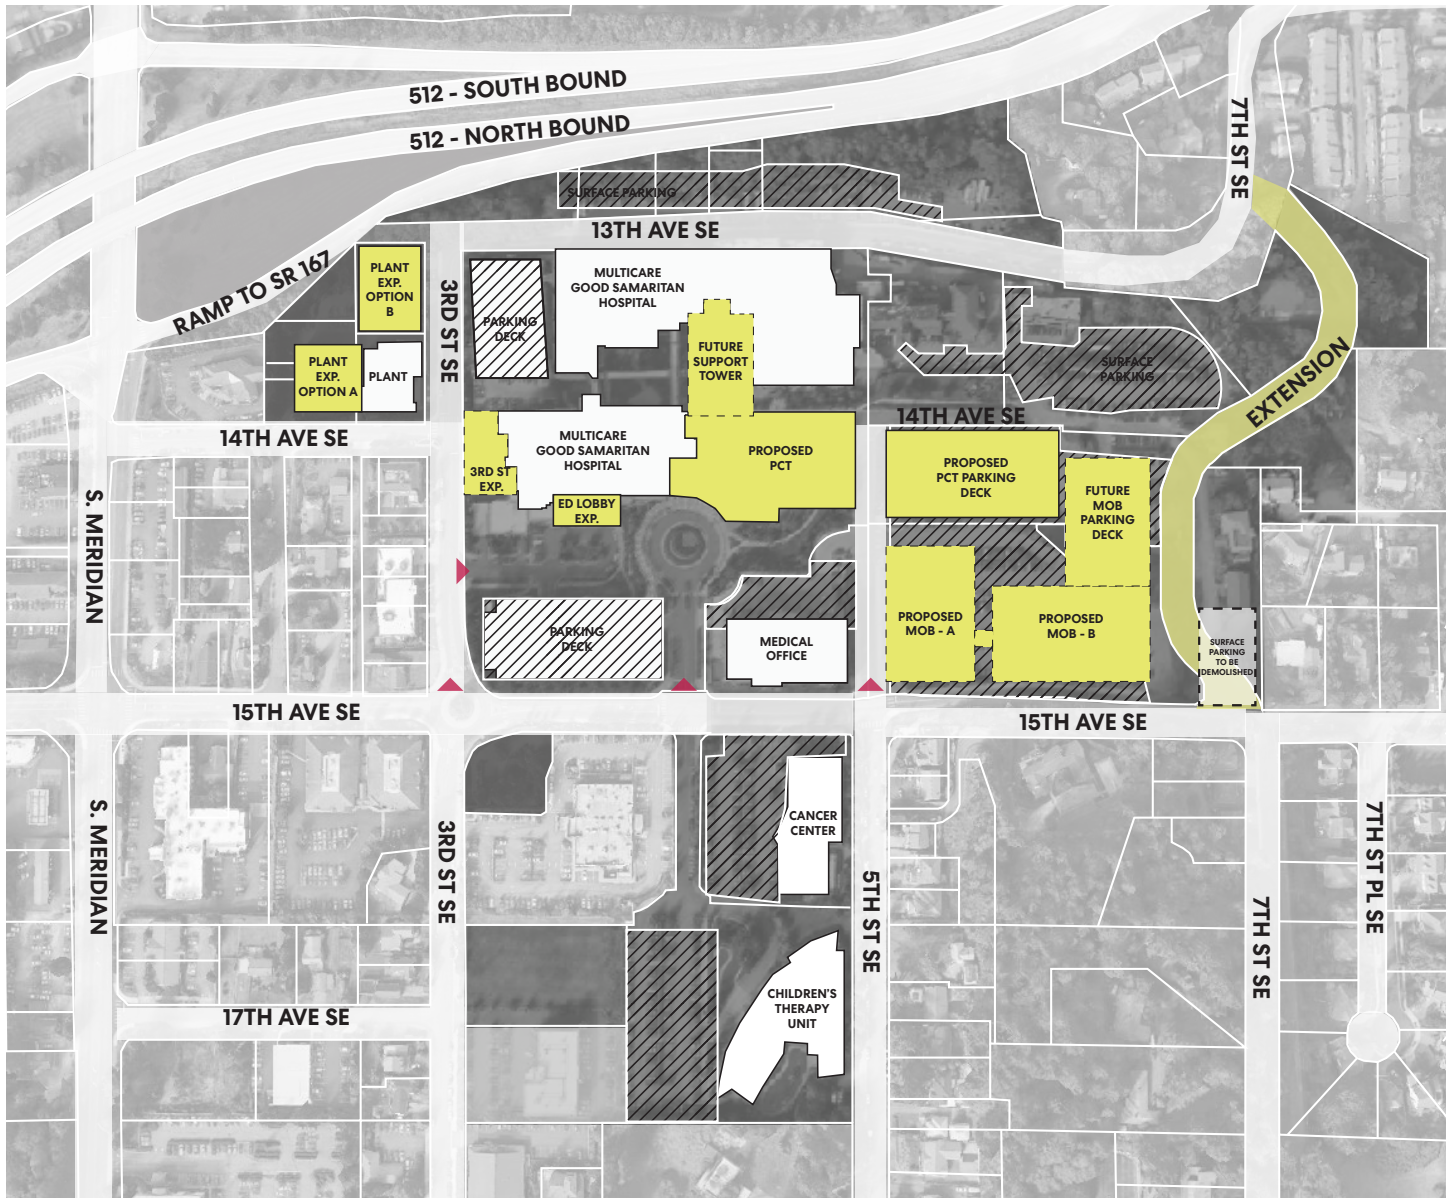 512 - SOUTH BOUND
512 - NORTH BOUND
7TH ST SE
SURFACE PARKING
13TH AVE SE
RAMP TO SR 167
PLANT
EXP.
OPTION
B
3RD ST SE
PARKING
DECK
MULTICARE
GOOD SAMARITAN
HOSPITAL
FUTURE
SUPPORT
TOWER
PLANT
EXP.
OPTION A
PLANT
SURFACE
PARKING
EXTENSION
14TH AVE SE
14TH AVE SE
MULTICARE
GOOD SAMARITAN
HOSPITAL
3RD ST
EXP.
ED LOBBY
EXP.
PROPOSED
PCT
PROPOSED
PCT PARKING
DECK
FUTURE
MOB
PARKING
DECK
S. MERIDIAN
PARKING
DECK
MEDICAL
OFFICE
PROPOSED
MOB - A
PROPOSED
MOB - B
SURFACE
PARKING
TO BE
DEMOLISHED
15TH AVE SE
15TH AVE SE
S. MERIDIAN
3RD ST SE
CANCER
CENTER
5TH ST SE
7TH ST SE
7TH ST PL SE
CHILDREN'S
THERAPY
UNIT
17TH AVE SE